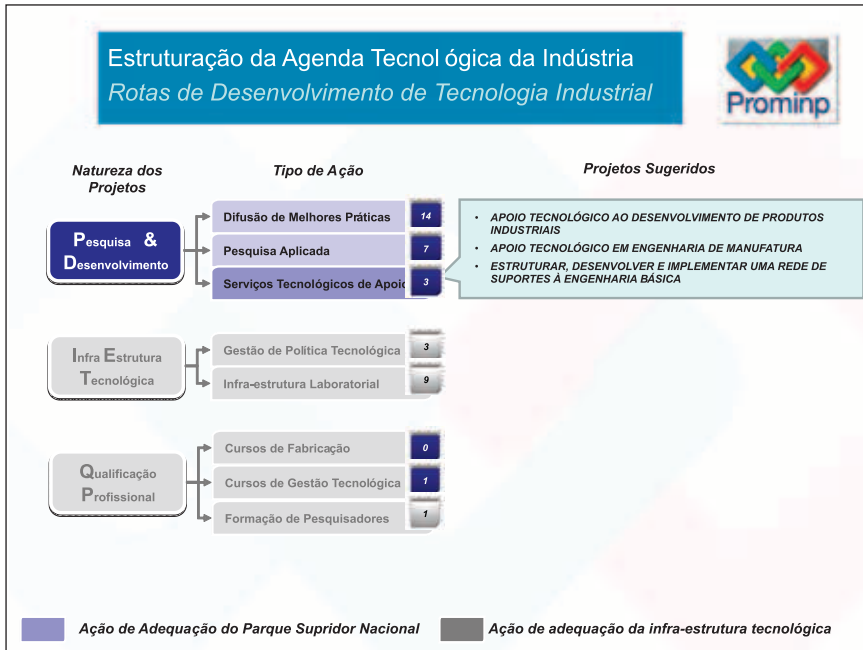 Estruturação da Agenda Tecnol ógica da Indústria
Rotas de Desenvolvimento de Tecnologia Industrial
Prominp
Natureza dos
Projetos
Tipo de Ação
Projetos Sugeridos
Pesquisa &
Desenvolvimento
Difusão de Melhores Práticas
14
Pesquisa Aplicada
7
Serviços Tecnológicos de Apoio
3
• APOIO TECNOLÓGICO AO DESENVOLVIMENTO DE PRODUTOS
INDUSTRIAIS
• APOIO TECNOLÓGICO EM ENGENHARIA DE MANUFATURA
• ESTRUTURAR, DESENVOLVER E IMPLEMENTAR UMA REDE DE
SUPORTES À ENGENHARIA BÁSICA
Infra Estrutura
Tecnológica
Gestão de Política Tecnológica
3
Infra-estrutura Laboratorial
9
Qualificação
Profissional
Cursos de Fabricação
0
Cursos de Gestão Tecnológica
1
Formação de Pesquisadores
1
Ação de Adequação do Parque Supridor Nacional
Ação de adequação da infra-estrutura tecnológica